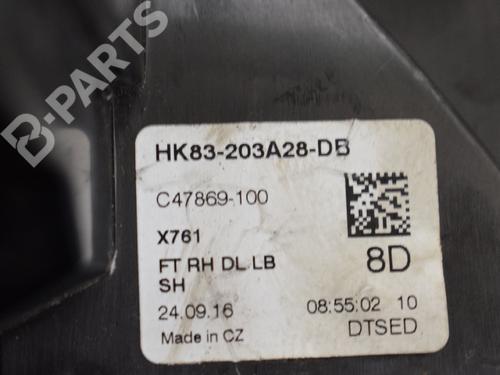 B-PARTS
HK83-203A28-DB
C47869-100
X761
FT RH DL LB
8D
SH
24.09.16
08:55:02 10
Made in CZ
DTSED